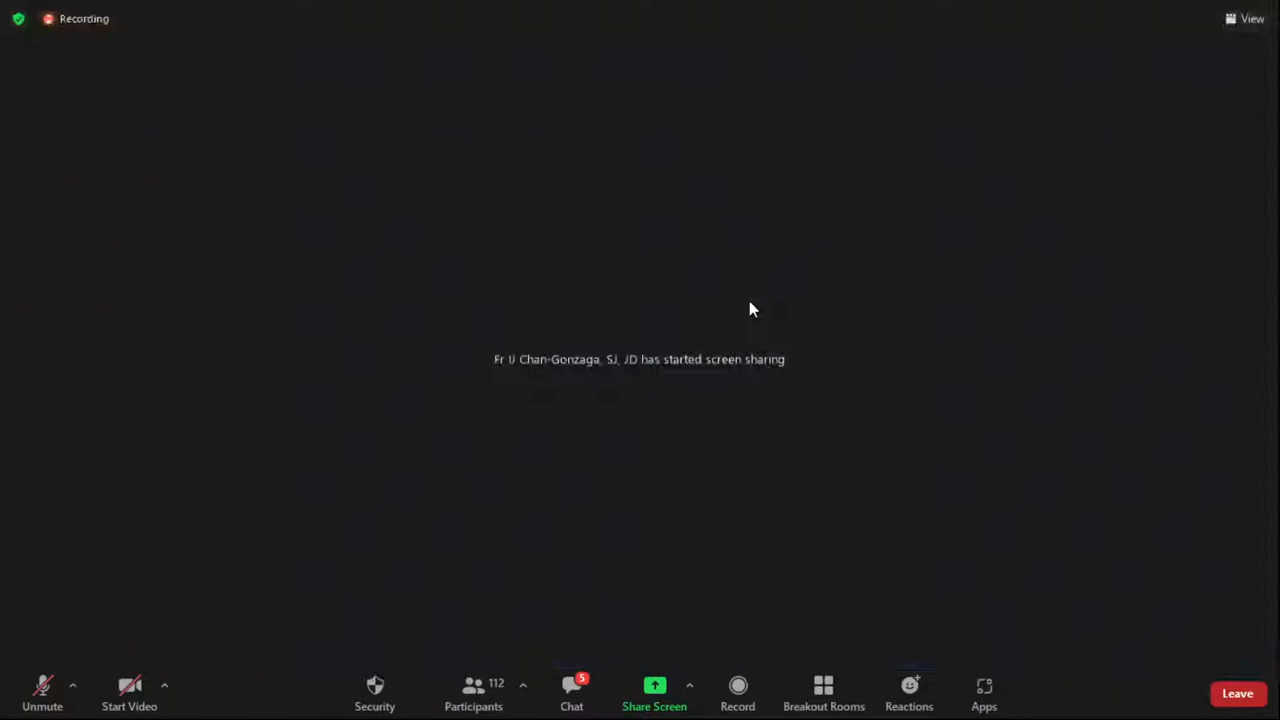 Recording
View
Fr IJ Chan-Gonzaga, SJ, JD has started screen sharing
112
5
Unmute
Start Video
Security
Participants
Chat
Share Screen
Record
Breakout Rooms
Reactions
Apps
Leave